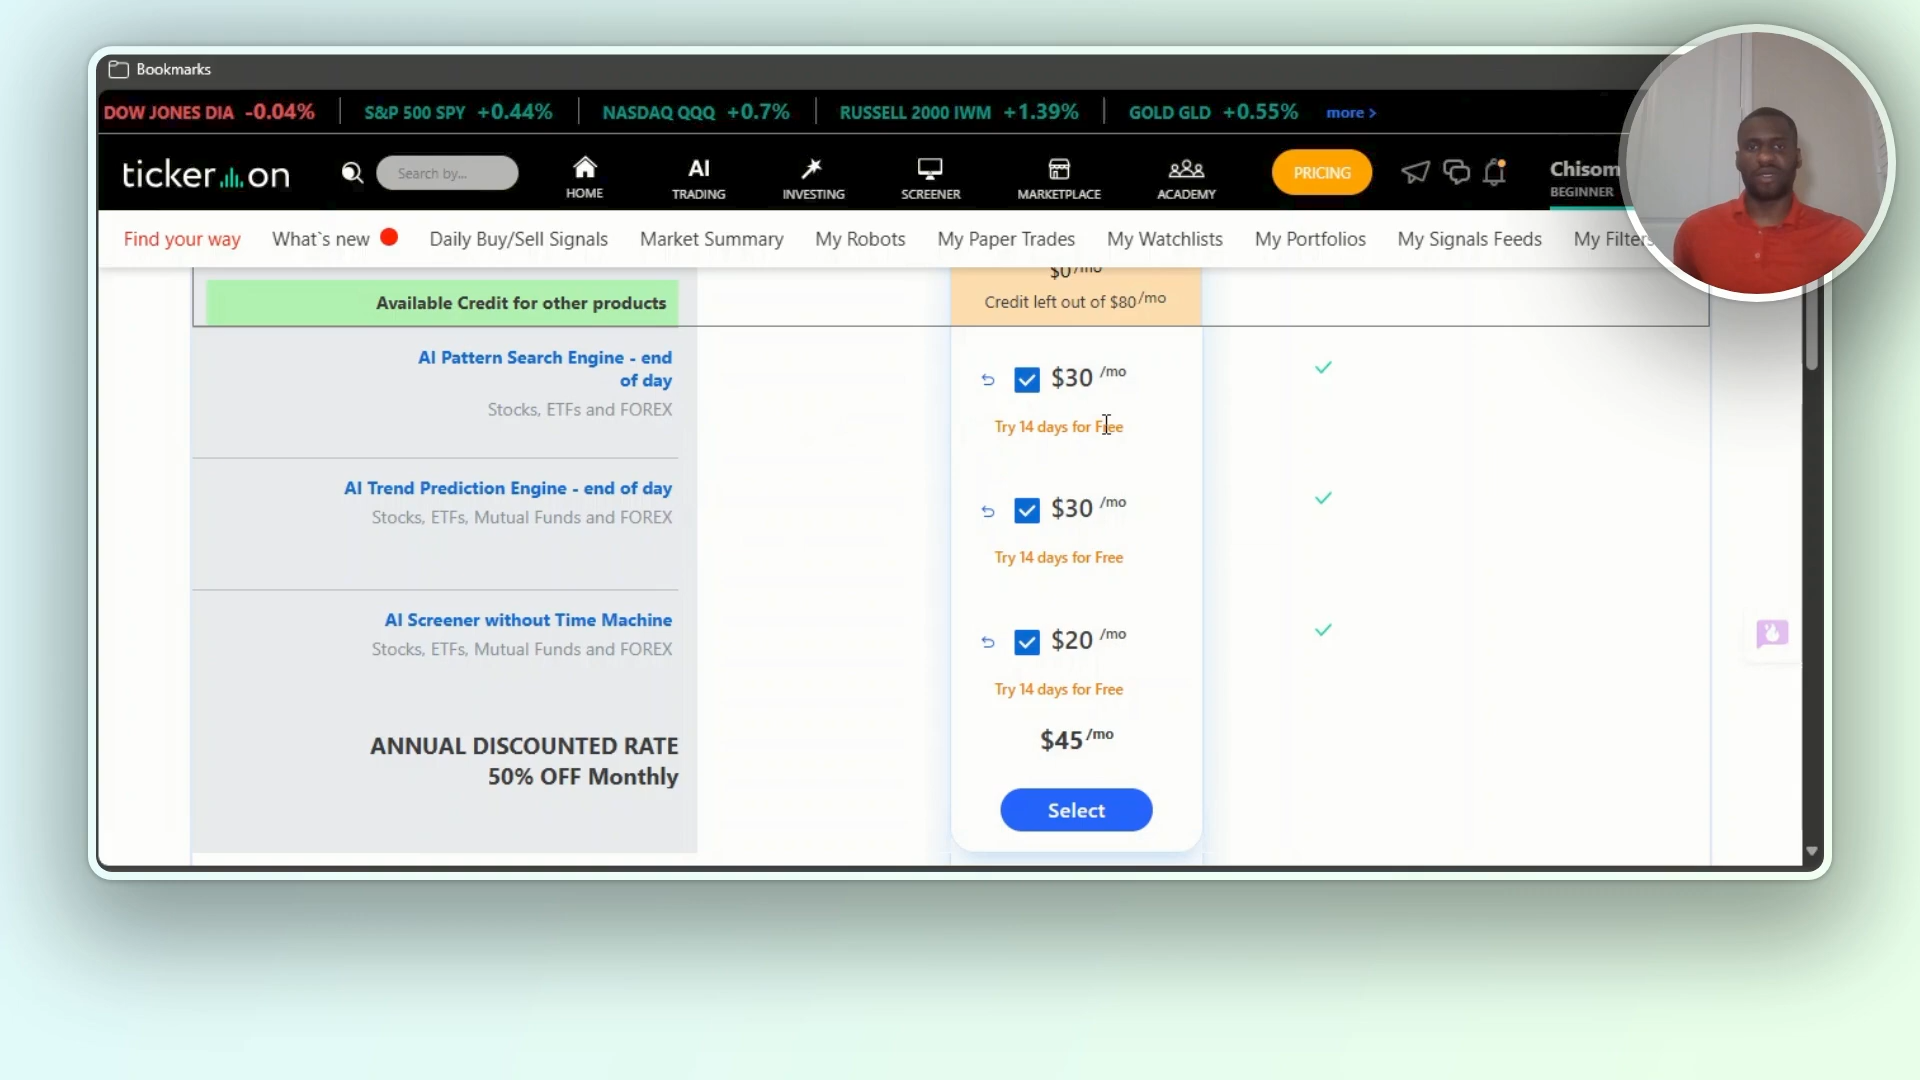 Bookmarks
DOW JONES DIA -0.04% S&P 500 SPY +0.44% NASDAQ QQQ +0.7% RUSSELL 2000 IWM +1.39% GOLD GLD +0.55% more >
tickeron Search by... HOME AI TRADING INVESTING SCREENER MARKETPLACE ACADEMY PRICING Chisom
BEGINNER
Find your way What`s new Daily Buy/Sell Signals Market Summary My Robots My Paper Trades My Watchlists My Portfolios My Signals Feeds My Filters
$0/mo
Available Credit for other products Credit left out of $80/mo
AI Pattern Search Engine - end
of day
$30 /mo
Stocks, ETFs and FOREX
Try 14 days for Free
AI Trend Prediction Engine - end of day
$30 /mo
Stocks, ETFs, Mutual Funds and FOREX
Try 14 days for Free
AI Screener without Time Machine
$20 /mo
Stocks, ETFs, Mutual Funds and FOREX
Try 14 days for Free
ANNUAL DISCOUNTED RATE
50% OFF Monthly
$45/mo
Select